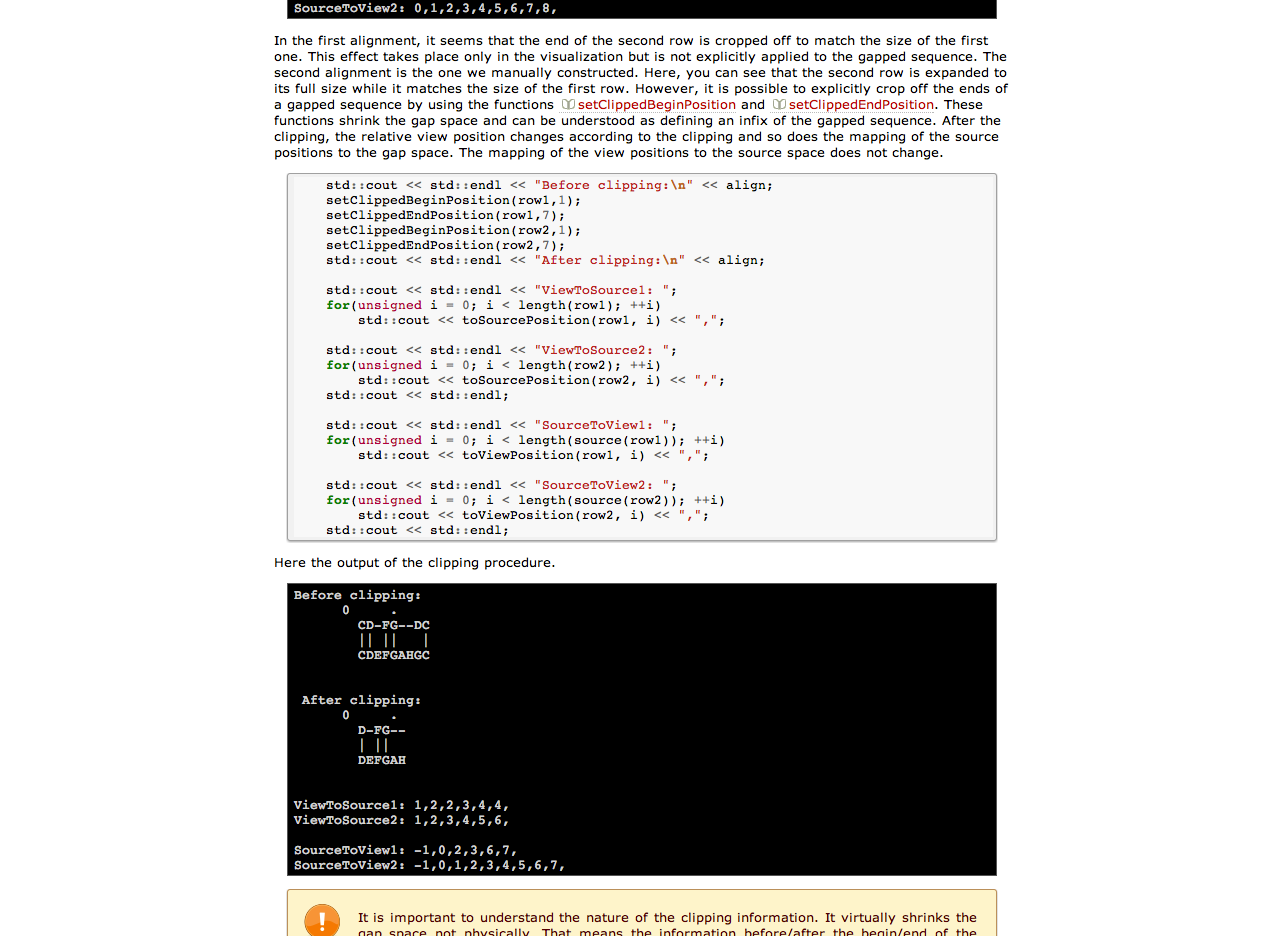 SourceToView2: 0,1,2,3,4,5,6,7,8,
In the first alignment, it seems that the end of the second row is cropped off to match the size of the first
one. This effect takes place only in the visualization but is not explicitly applied to the gapped sequence. The
second alignment is the one we manually constructed. Here, you can see that the second row is expanded to
its full size while it matches the size of the first row. However, it is possible to explicitly crop off the ends of
a gapped sequence by using the functions setClippedBeginPosition and setClippedEndPosition. These
functions shrink the gap space and can be understood as defining an infix of the gapped sequence. After the
clipping, the relative view position changes according to the clipping and so does the mapping of the source
positions to the gap space. The mapping of the view positions to the source space does not change.
std::cout << std::endl << "Before clipping:\n" << align;
setClippedBeginPosition(row1,1);
setClippedEndPosition(row1,7);
setClippedBeginPosition(row2,1);
setClippedEndPosition(row2,7);
std::cout << std::endl << "After clipping:\n" << align;
std::cout << std::endl << "ViewToSource1: ";
for(unsigned i = 0; i < length(row1); ++i)
    std::cout << toSourcePosition(row1, i) << ",";
std::cout << std::endl << "ViewToSource2: ";
for(unsigned i = 0; i < length(row2); ++i)
    std::cout << toSourcePosition(row2, i) << ",";
std::cout << std::endl;
std::cout << std::endl << "SourceToView1: ";
for(unsigned i = 0; i < length(source(row1)); ++i)
    std::cout << toViewPosition(row1, i) << ",";
std::cout << std::endl << "SourceToView2: ";
for(unsigned i = 0; i < length(source(row2)); ++i)
    std::cout << toViewPosition(row2, i) << ",";
std::cout << std::endl;
Here the output of the clipping procedure.
Before clipping:
      0     .
        CD-FG--DC
        || ||   |
        CDEFGAHGC
 After clipping:
      0     .
        D-FG--
        | ||
        DEFGAH
ViewToSource1: 1,2,2,3,4,4,
ViewToSource2: 1,2,3,4,5,6,
SourceToView1: -1,0,2,3,6,7,
SourceToView2: -1,0,1,2,3,4,5,6,7,
It is important to understand the nature of the clipping information. It virtually shrinks the
gap space not physically. That means the information before/after the begin/end of the